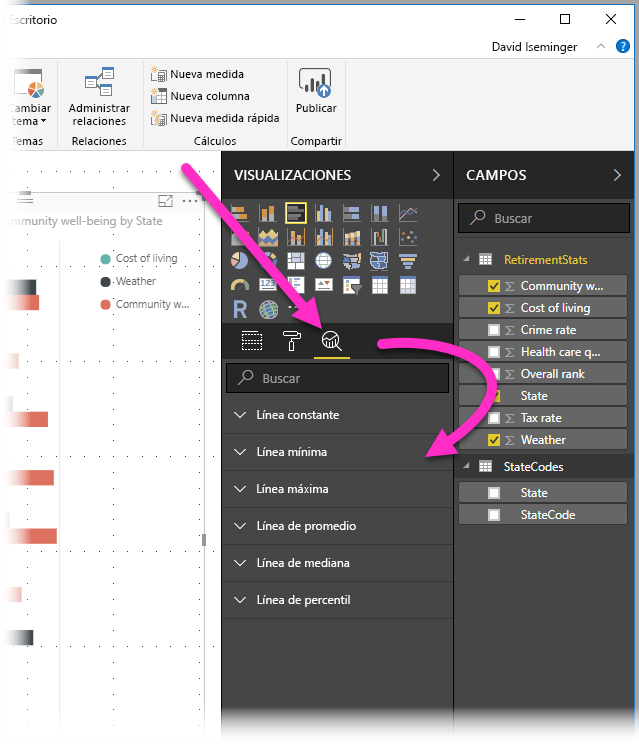 Escritorio
David Iseminger
?
Cambiar
tema
Temas
Administrar
relaciones
Relaciones
Nueva medida
Nueva columna
Nueva medida rápida
Cálculos
Publicar
Compartir
community well-being by State
Cost of living
Weather
Community w...
VISUALIZACIONES
123
R
...
Buscar
Línea constante
Línea mínima
Línea máxima
Línea de promedio
Línea de mediana
Línea de percentil
CAMPOS
Buscar
RetirementStats
Σ Community w...
Σ Cost of living
Σ Crime rate
Σ Health care q...
Σ Overall rank
State
Σ Tax rate
Σ Weather
StateCodes
State
StateCode